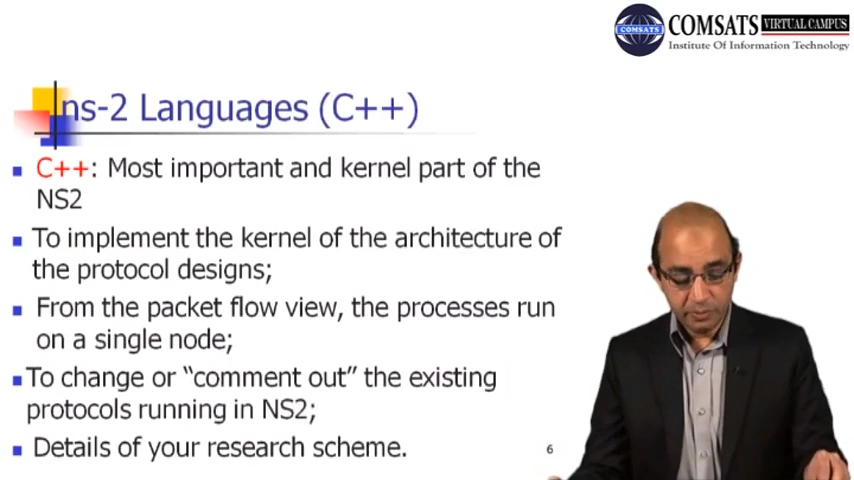 COMSATS
COMSATS VIRTUAL CAMPUS
Institute Of Information Technology
ns-2 Languages (C++)
C++: Most important and kernel part of the
NS2
To implement the kernel of the architecture of
the protocol designs;
From the packet flow view, the processes run
on a single node;
To change or “comment out” the existing
protocols running in NS2;
Details of your research scheme.
6